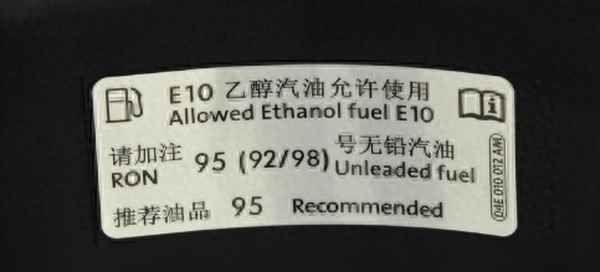 E10 乙醇汽油允许使用
Allowed Ethanol fuel E10
请加注 95 (92/98) 号无铅汽油
RON Unleaded fuel
推荐油品 95 Recommended
04E 010 012 AM